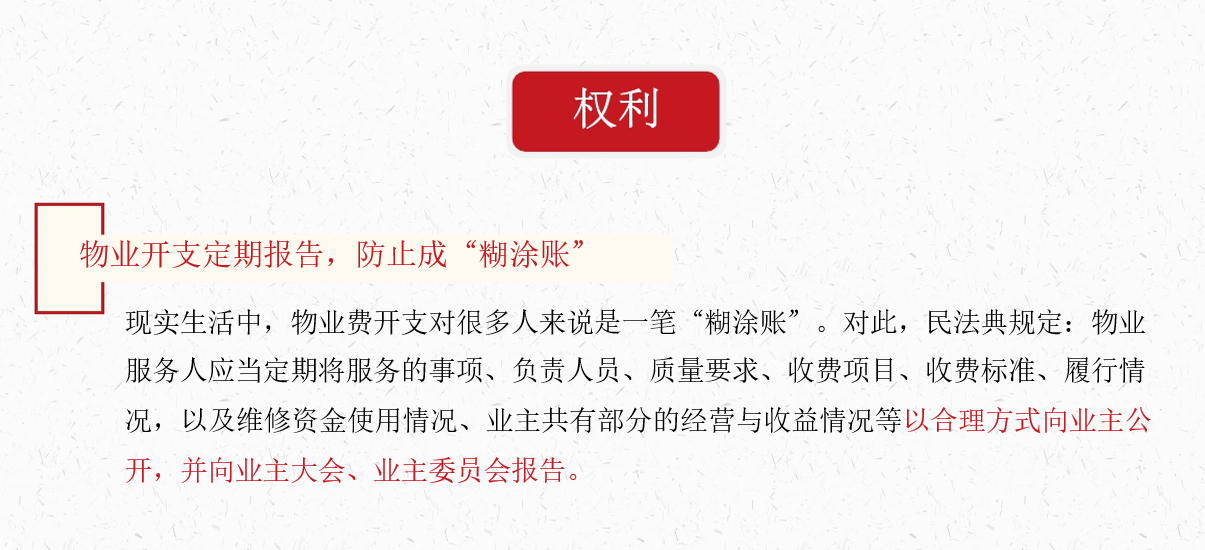 权利
物业开支定期报告，防止成“糊涂账”
现实生活中，物业费开支对很多人来说是一笔“糊涂账”。对此，民法典规定：物业
服务人应当定期将服务的事项、负责人员、质量要求、收费项目、收费标准、履行情
况，以及维修资金使用情况、业主共有部分的经营与收益情况等以合理方式向业主公
开，并向业主大会、业主委员会报告。